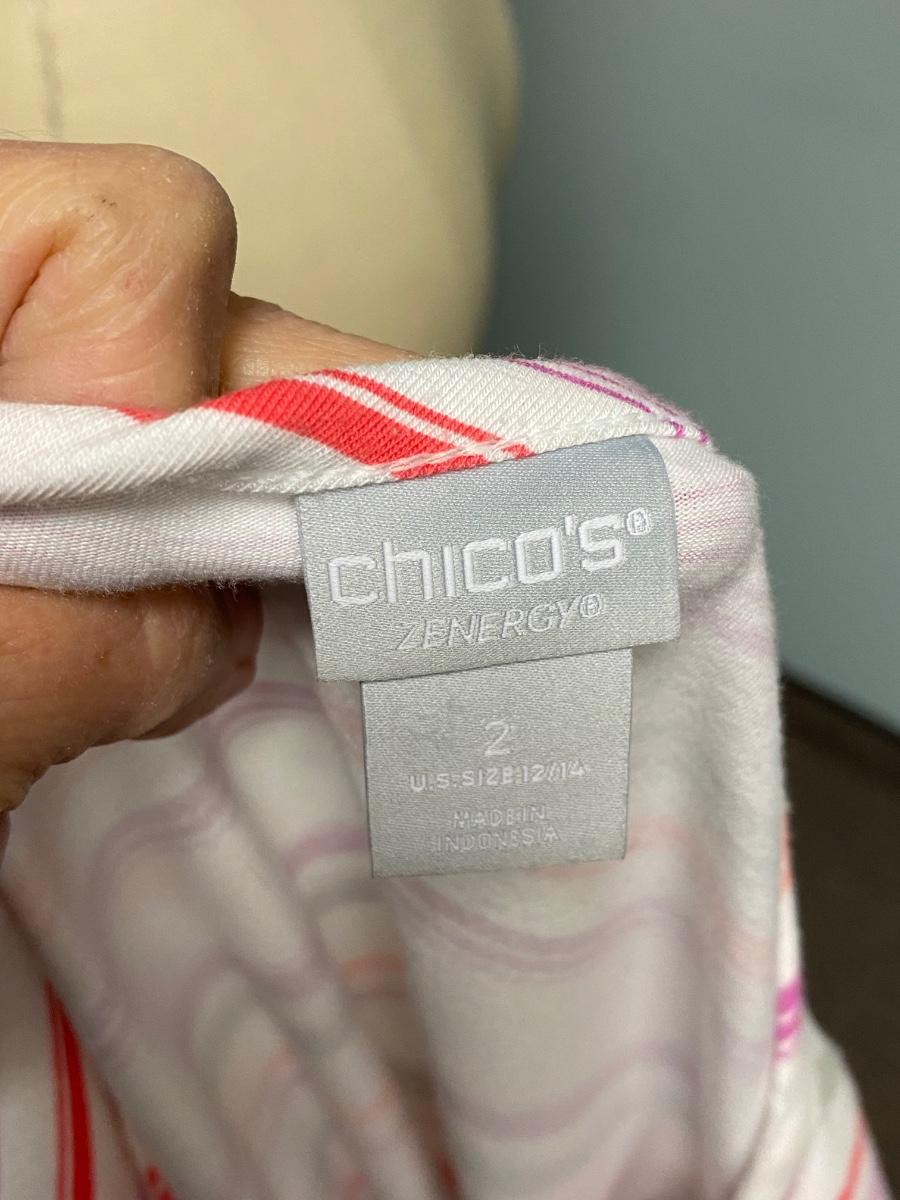 chico's®
ZENERGY®
2
U.S. SIZE 12/14
MADE IN
INDONESIA